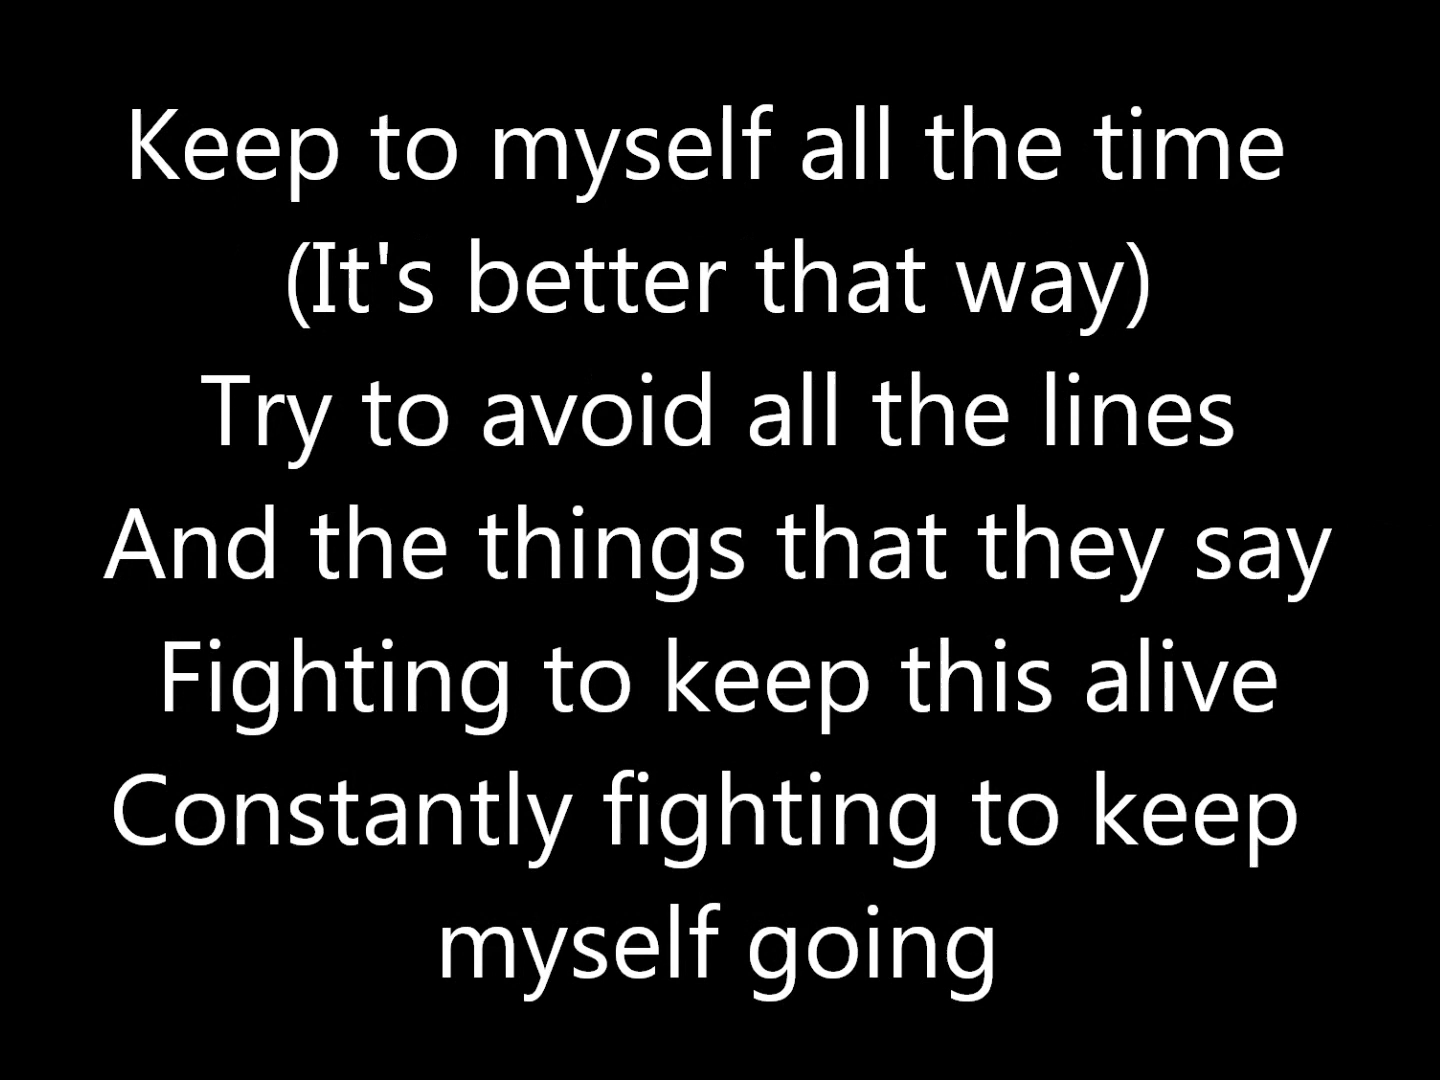 Keep to myself all the time
(It's better that way)
Try to avoid all the lines
And the things that they say
Fighting to keep this alive
Constantly fighting to keep
myself going